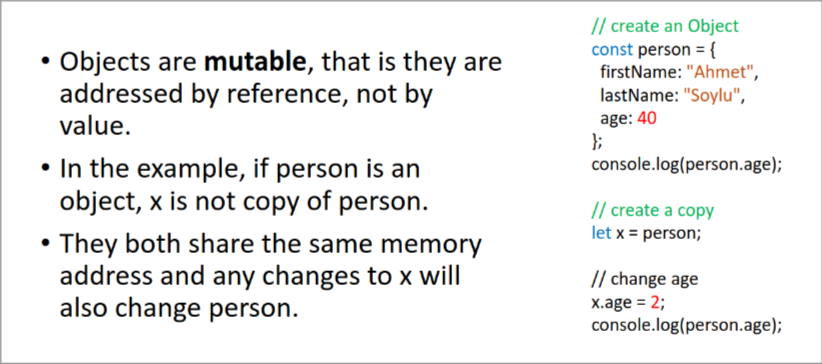 • Objects are mutable, that is they are
addressed by reference, not by
value.
• In the example, if person is an
object, x is not copy of person.
• They both share the same memory
address and any changes to x will
also change person.
// create an Object
const person = {
firstName: "Ahmet",
lastName: "Soylu",
age: 40
};
console.log(person.age);
// create a copy
let x = person;
// change age
x.age = 2;
console.log(person.age);